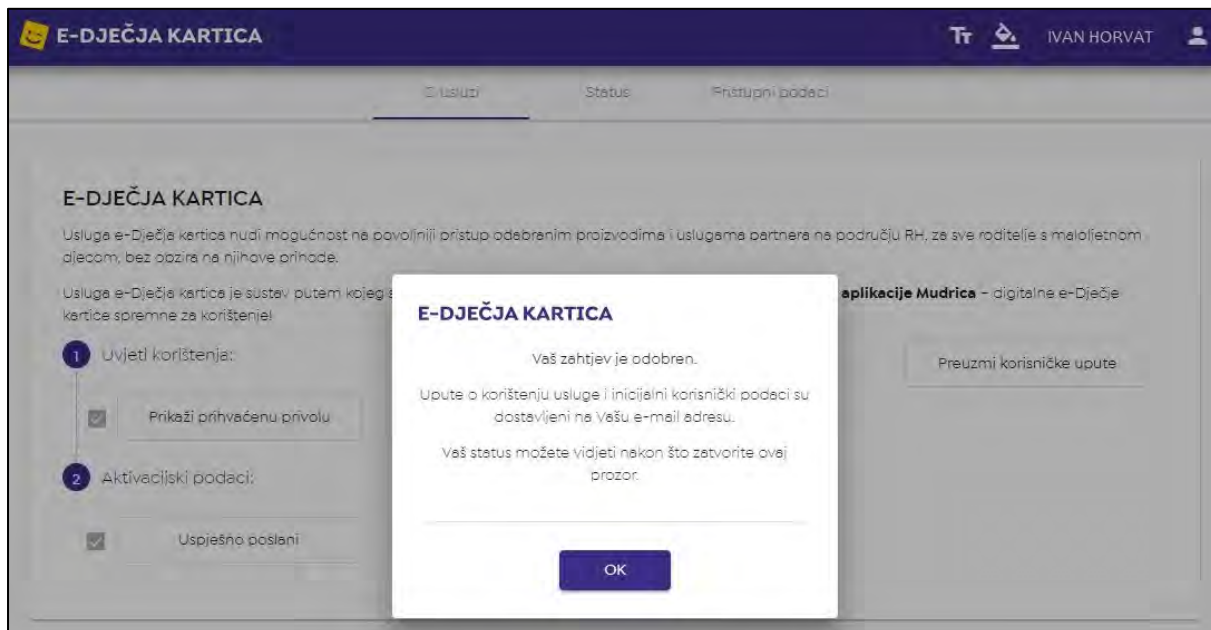 E-DJEČJA KARTICA
Tт
IVAN HORVAT
O usluzi
Status
Pristupni podaci
E-DJEČJA KARTICA
Usluga e-Dječja kartica nudi mogućnost na povoljniji pristup odabranim proizvodima i uslugama partnera na području RH, za sve roditelje s maloljetnom
djecom, bez obzira na njihove prihode.
Usluga e-Dječja kartica je sustav putem kojeg
aplikacije Mudrica – digitalne e-Dječje
kartice spremne za korištenje!
1 Uvjeti korištenja:
Preuzmi korisničke upute
Prikaži prihvaćenu privolu
2 Aktivacijski podaci:
Uspješno poslani
E-DJEČJA KARTICA
Vaš zahtjev je odobren.
Upute o korištenju usluge i inicijalni korisnički podaci su
dostavljeni na Vašu e-mail adresu.
Vaš status možete vidjeti nakon što zatvorite ovaj
prozor.
OK